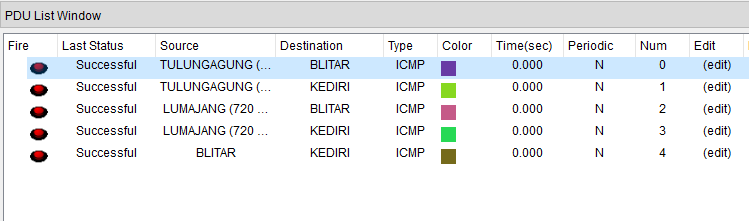 PDU List Window
Fire Last Status Source Destination Type Color Time(sec) Periodic Num Edit
Successful TULUNGAGUNG (... BLITAR ICMP 0.000 N 0 (edit)
Successful TULUNGAGUNG (... KEDIRI ICMP 0.000 N 1 (edit)
Successful LUMAJANG (720 ... BLITAR ICMP 0.000 N 2 (edit)
Successful LUMAJANG (720 ... KEDIRI ICMP 0.000 N 3 (edit)
Successful BLITAR KEDIRI ICMP 0.000 N 4 (edit)